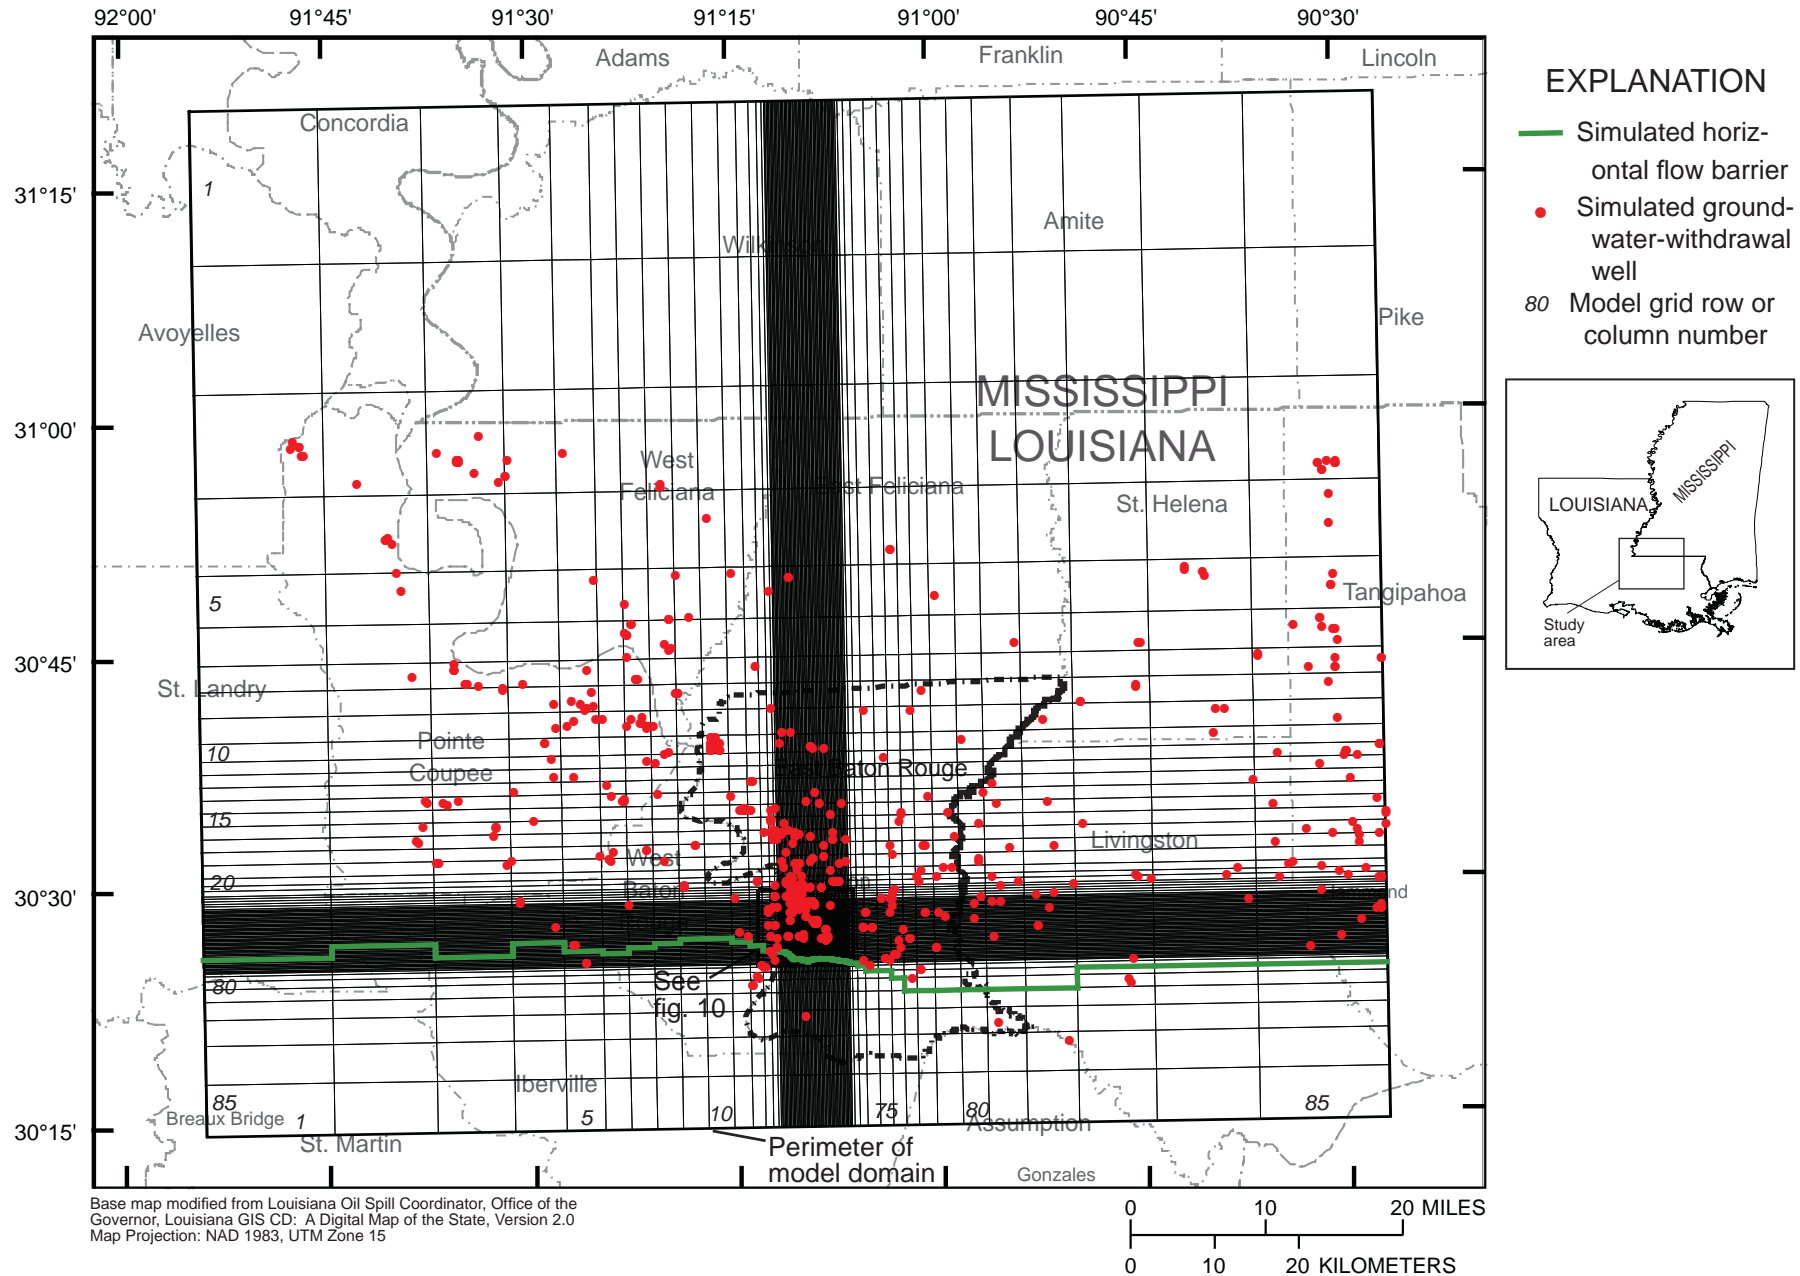 92°00' 91°45' 91°30' 91°15' 91°00' 90°45' 90°30'
Adams
Franklin
Lincoln
Concordia
31°15'
1
Wilkinson
Amite
Avoyelles
Pike
MISSISSIPPI
31°00'
LOUISIANA
West
Feliciana
East Feliciana
St. Helena
5
Tangipahoa
30°45'
St. Landry
Pointe
Coupee
10
East Baton Rouge
15
Livingston
West
Baton
20
30°30'
Hammond
See
fig. 10
80
Iberville
85
Breaux Bridge
1
5
10
75
80
85
Assumption
30°15'
St. Martin
Perimeter of
model domain
Gonzales
EXPLANATION
Simulated horiz-
ontal flow barrier
Simulated ground-
water-withdrawal
well
80 Model grid row or
column number
LOUISIANA
MISSISSIPPI
Study
area
Base map modified from Louisiana Oil Spill Coordinator, Office of the
Governor, Louisiana GIS CD: A Digital Map of the State, Version 2.0
Map Projection: NAD 1983, UTM Zone 15
0 10 20 MILES
0 10 20 KILOMETERS